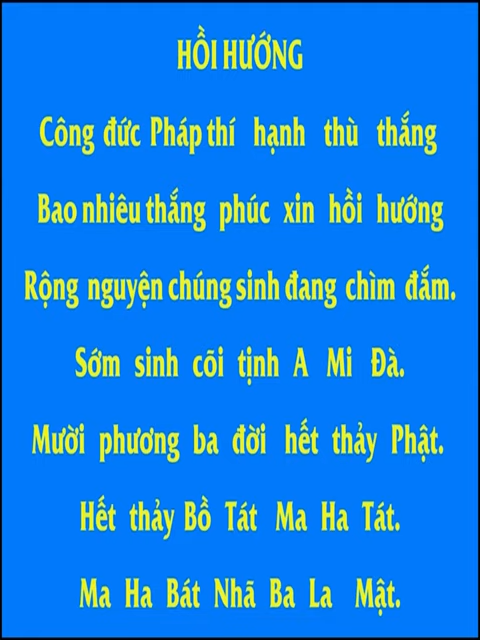 HỒI HƯỚNG
Công đức Pháp thí hạnh thù thắng
Bao nhiêu thắng phúc xin hồi hướng
Rộng nguyện chúng sinh đang chìm đắm.
Sớm sinh cõi tịnh A Mi Đà.
Mười phương ba đời hết thảy Phật.
Hết thảy Bồ Tát Ma Ha Tát.
Ma Ha Bát Nhã Ba La Mật.